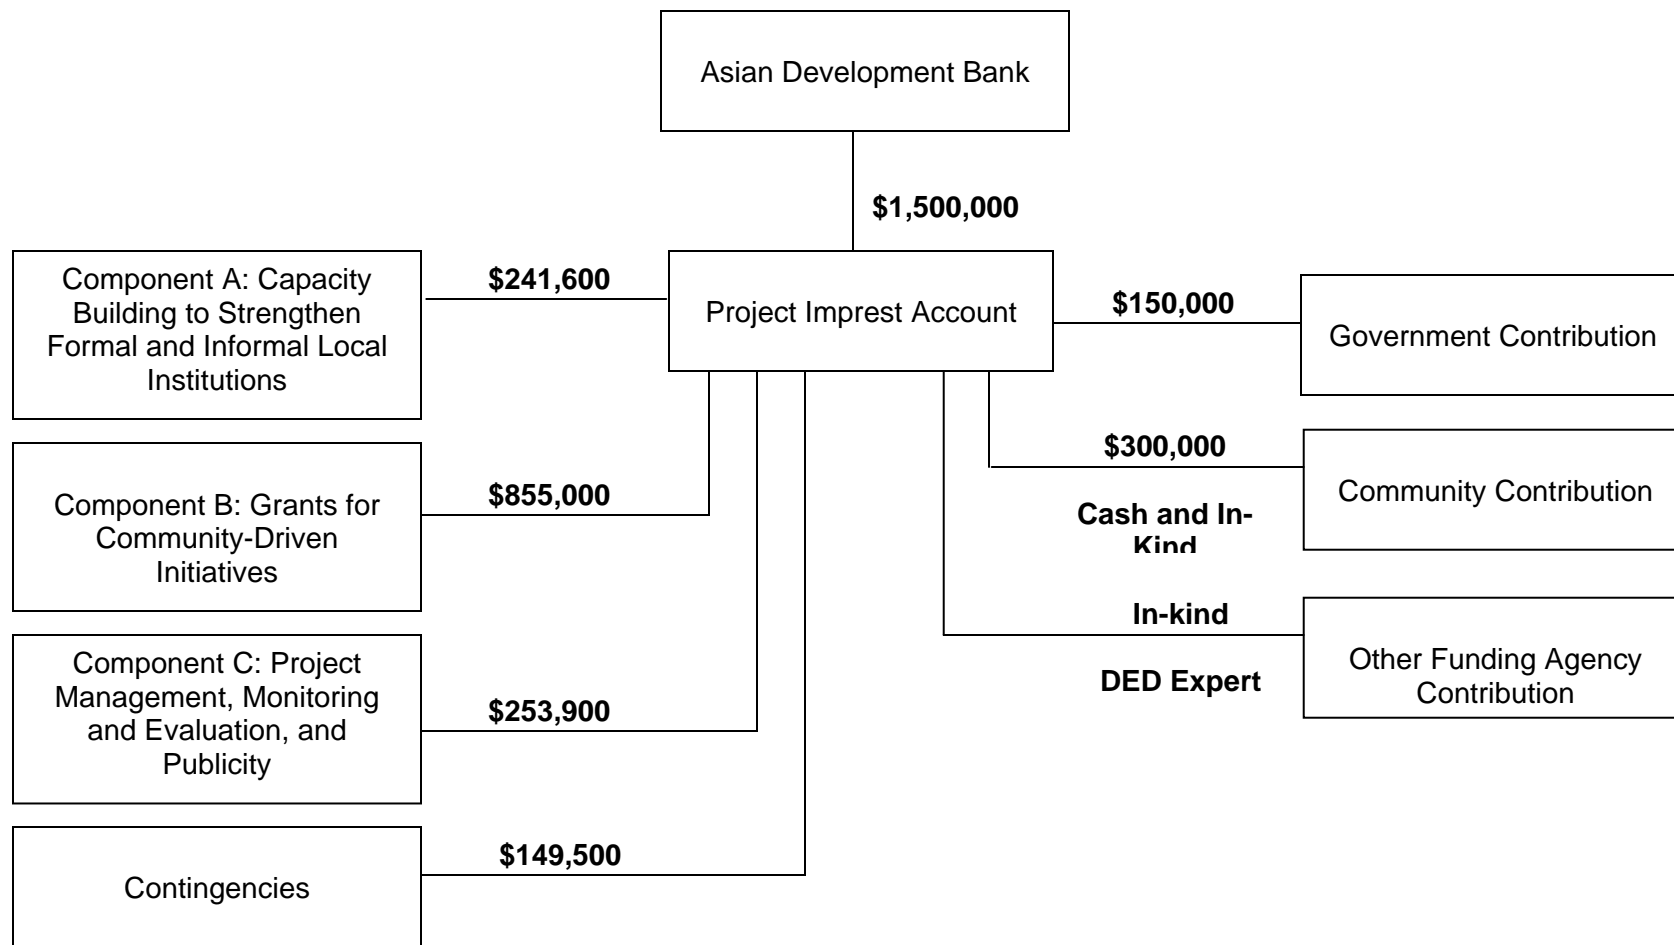 Asian Development Bank
$1,500,000
Component A: Capacity
Building to Strengthen
Formal and Informal Local
Institutions
$241,600
Project Imprest Account
$150,000
Government Contribution
Component B: Grants for
Community-Driven
Initiatives
$855,000
$300,000
Cash and In-
Kind
Community Contribution
Component C: Project
Management, Monitoring
and Evaluation, and
Publicity
$253,900
In-kind
DED Expert
Other Funding Agency
Contribution
Contingencies
$149,500